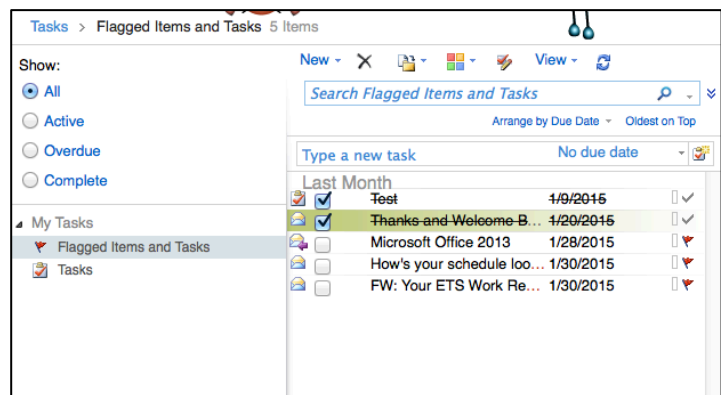 Tasks > Flagged Items and Tasks 5 Items
Show:
All
Active
Overdue
Complete
My Tasks
Flagged Items and Tasks
Tasks
New View
Search Flagged Items and Tasks
Arrange by Due Date Oldest on Top
Type a new task No due date
Last Month
Test 1/9/2015
Thanks and Welcome B... 1/20/2015
Microsoft Office 2013 1/28/2015
How's your schedule loo... 1/30/2015
FW: Your ETS Work Re... 1/30/2015